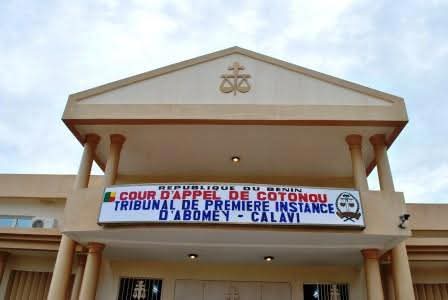 REPUBLIQUE DU BENIN
COUR D'APPEL DE COTONOU
TRIBUNAL DE PREMIERE INSTANCE
D'ABOMEY - CALAVI